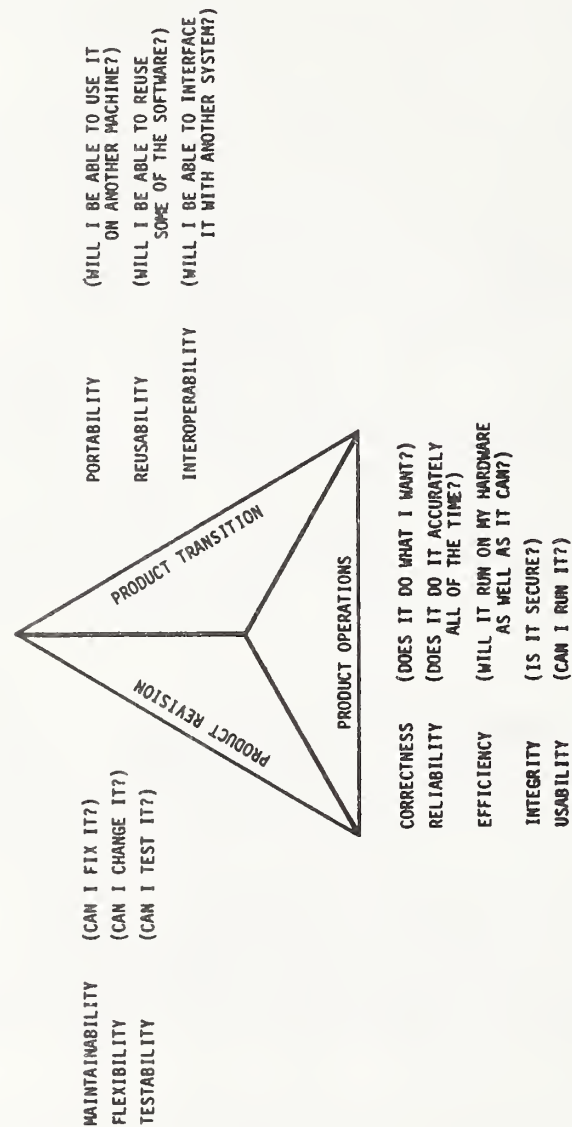 MAINTAINABILITY (CAN I FIX IT?)
FLEXIBILITY (CAN I CHANGE IT?)
TESTABILITY (CAN I TEST IT?)
PORTABILITY (WILL I BE ABLE TO USE IT
ON ANOTHER MACHINE?)
REUSABILITY (WILL I BE ABLE TO REUSE
SOME OF THE SOFTWARE?)
INTEROPERABILITY (WILL I BE ABLE TO INTERFACE
IT WITH ANOTHER SYSTEM?)
PRODUCT REVISION
PRODUCT TRANSITION
PRODUCT OPERATIONS
CORRECTNESS (DOES IT DO WHAT I WANT?)
RELIABILITY (DOES IT DO IT ACCURATELY
ALL OF THE TIME?)
EFFICIENCY (WILL IT RUN ON MY HARDWARE
AS WELL AS IT CAN?)
INTEGRITY (IS IT SECURE?)
USABILITY (CAN I RUN IT?)